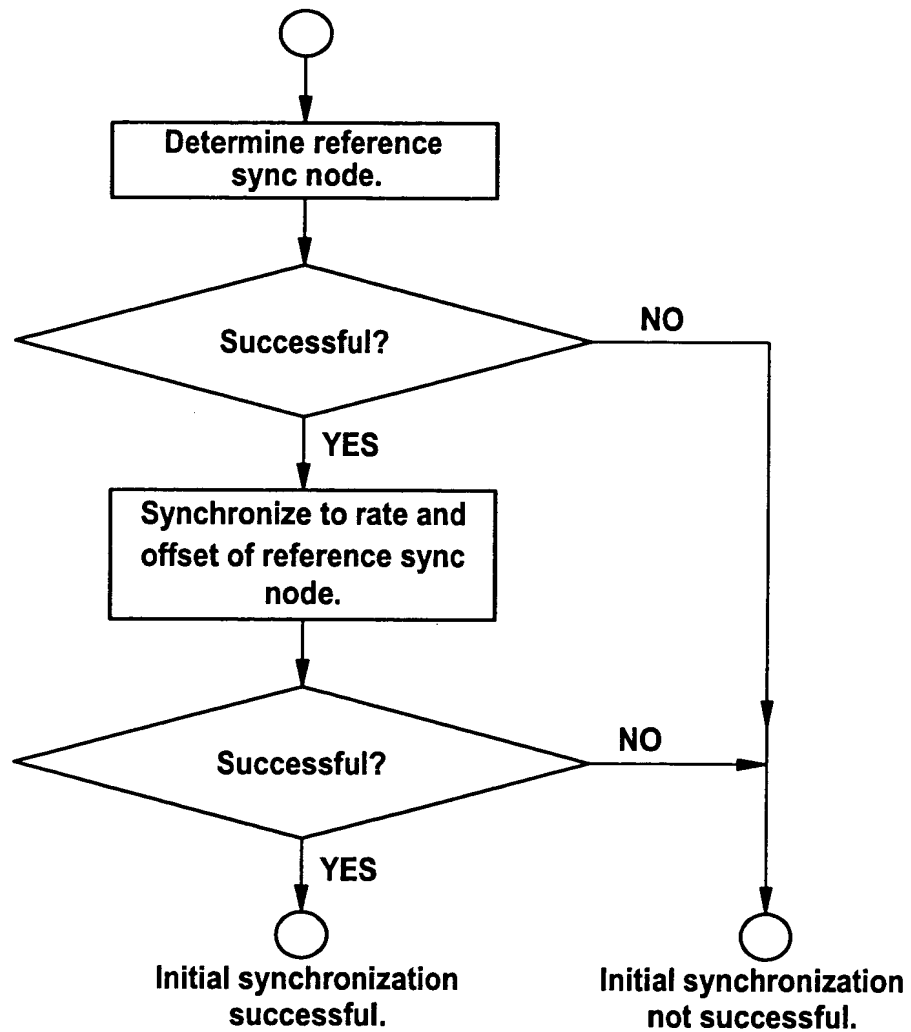 Determine reference
sync node.
Successful?
NO
YES
Synchronize to rate and
offset of reference sync
node.
Successful?
NO
YES
Initial synchronization
successful.
Initial synchronization
not successful.